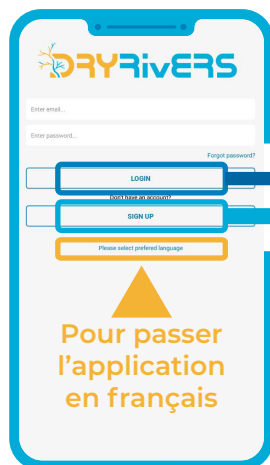 DRYRivERS
Enter email...
Enter password...
Forgot password?
LOGIN
Don't have an account?
SIGN UP
Please select prefered language
Pour passer
l'application
en français